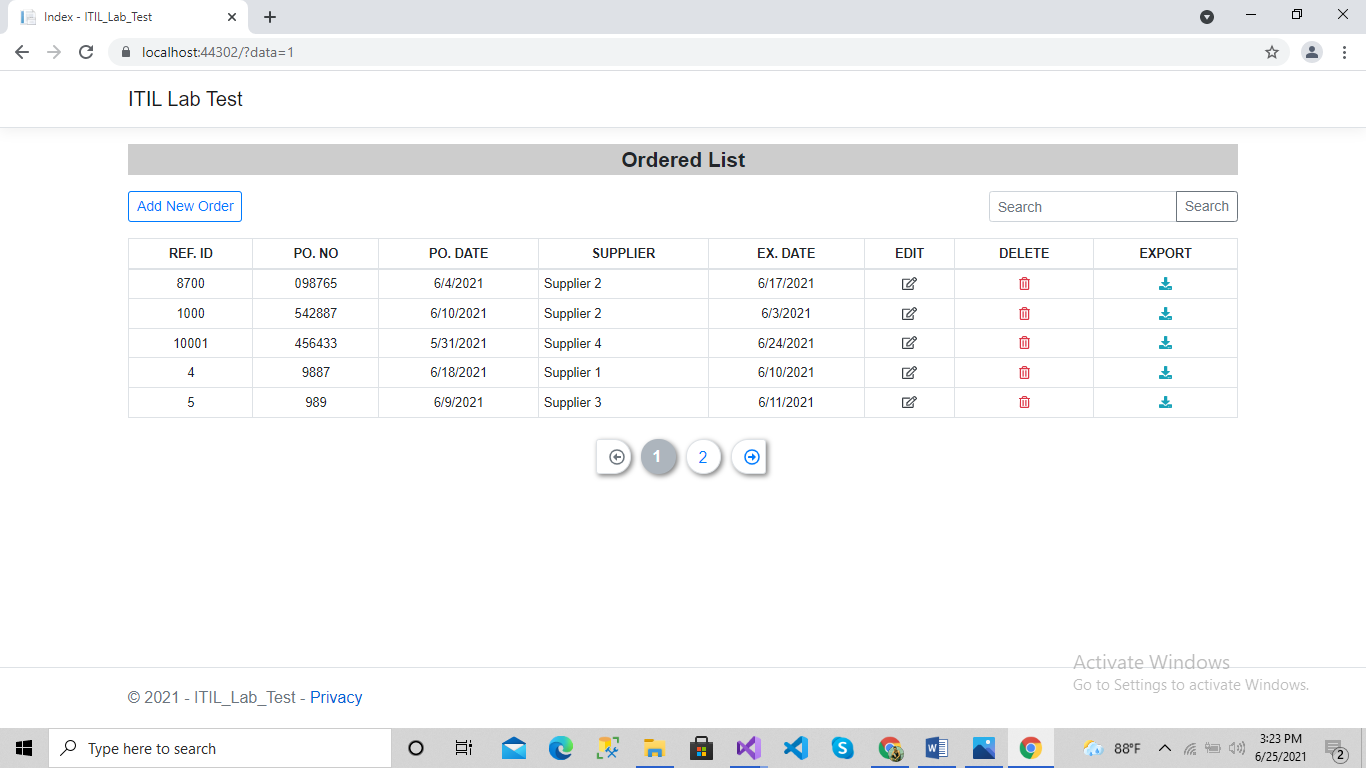 Index - ITIL_Lab_Test
localhost:44302/?data=1
ITIL Lab Test
Ordered List
Add New Order Search Search
REF. ID PO. NO PO. DATE SUPPLIER EX. DATE EDIT DELETE EXPORT
8700 098765 6/4/2021 Supplier 2 6/17/2021
1000 542887 6/10/2021 Supplier 2 6/3/2021
10001 456433 5/31/2021 Supplier 4 6/24/2021
4 9887 6/18/2021 Supplier 1 6/10/2021
5 989 6/9/2021 Supplier 3 6/11/2021
1 2
Activate Windows
Go to Settings to activate Windows.
© 2021 - ITIL_Lab_Test - Privacy
Type here to search 88°F 3:23 PM
6/25/2021 2